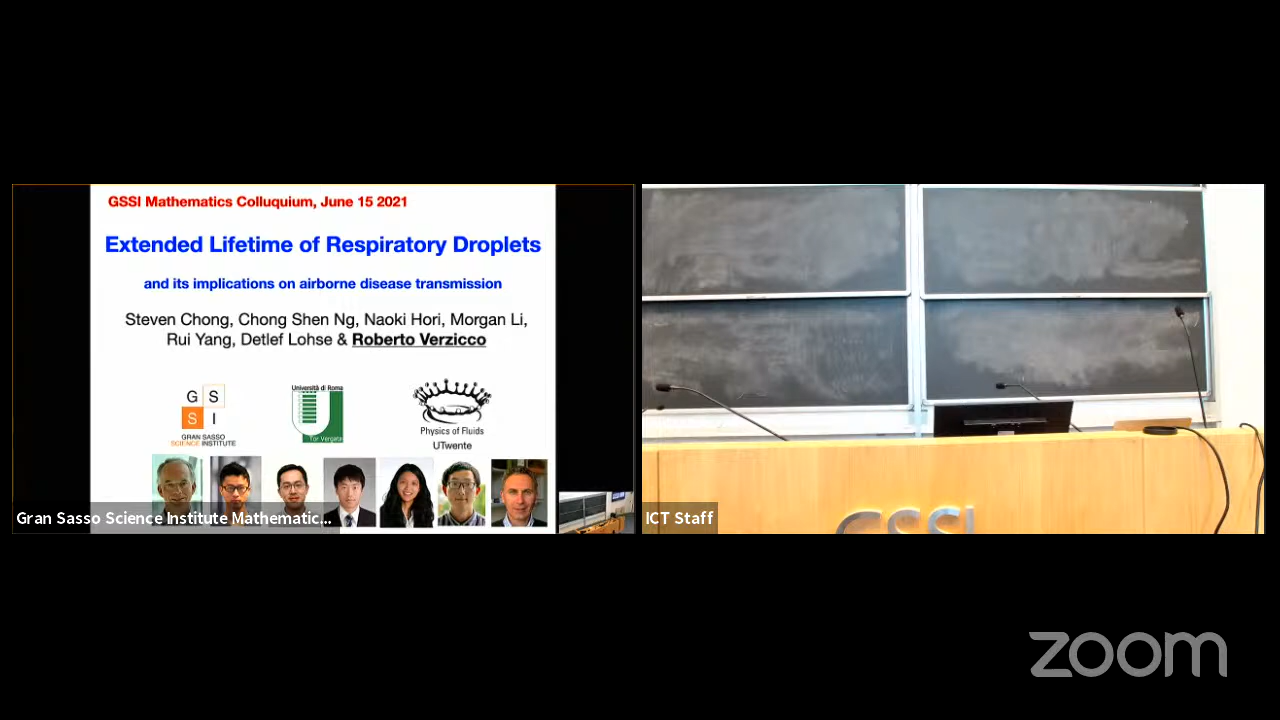 GSSI Mathematics Colluquium, June 15 2021
Extended Lifetime of Respiratory Droplets
and its implications on airborne disease transmission
Steven Chong, Chong Shen Ng, Naoki Hori, Morgan Li,
Rui Yang, Detlef Lohse & Roberto Verzicco
G S
S I
GRAN SASSO
SCIENCE INSTITUTE
Università di Roma
Tor Vergata
Physics of Fluids
UTwente
Gran Sasso Science Institute Mathematic...
ICT Staff
GSSI
zoom